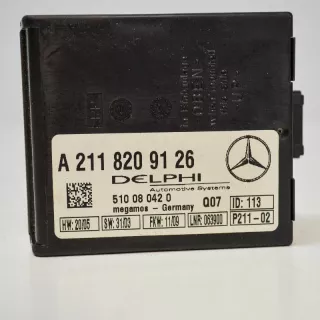 A 211 820 91 26
DELPHI
Automotive Systems
510 08 042 0 Q07 ID: 113
megamos – Germany
HW: 20/05 SW: 31/03 FKW: 11/09 LNR: 063900 P211-02